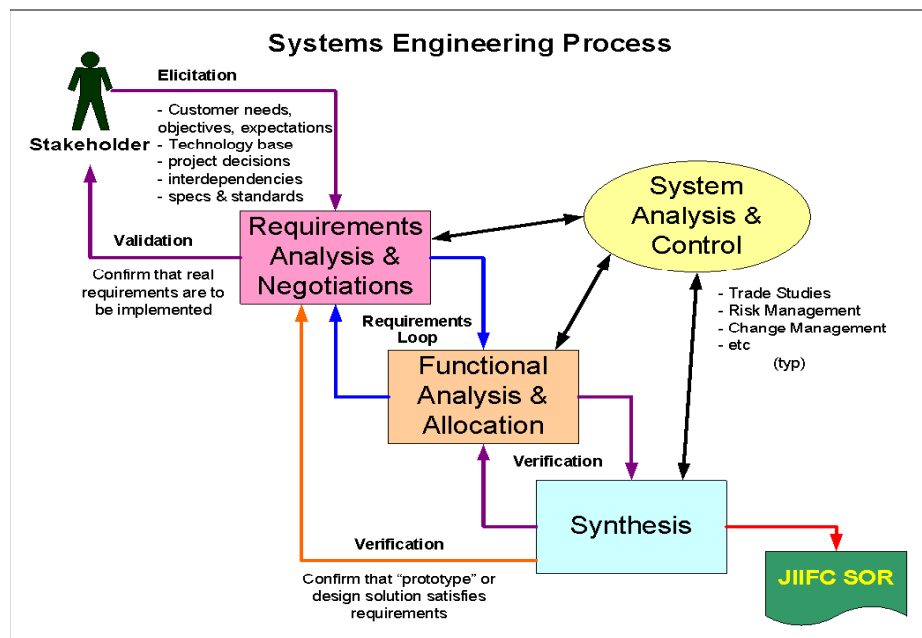 Systems Engineering Process
Elicitation
- Customer needs,
objectives, expectations
- Technology base
- project decisions
- interdependencies
- specs & standards
Stakeholder
Validation
Confirm that real
requirements are to
be implemented
Requirements
Analysis &
Negotiations
System
Analysis &
Control
- Trade Studies
- Risk Management
- Change Management
- etc
(typ)
Requirements
Loop
Functional
Analysis &
Allocation
Verification
Synthesis
Verification
Confirm that "prototype" or
design solution satisfies
requirements
JIIFC SOR